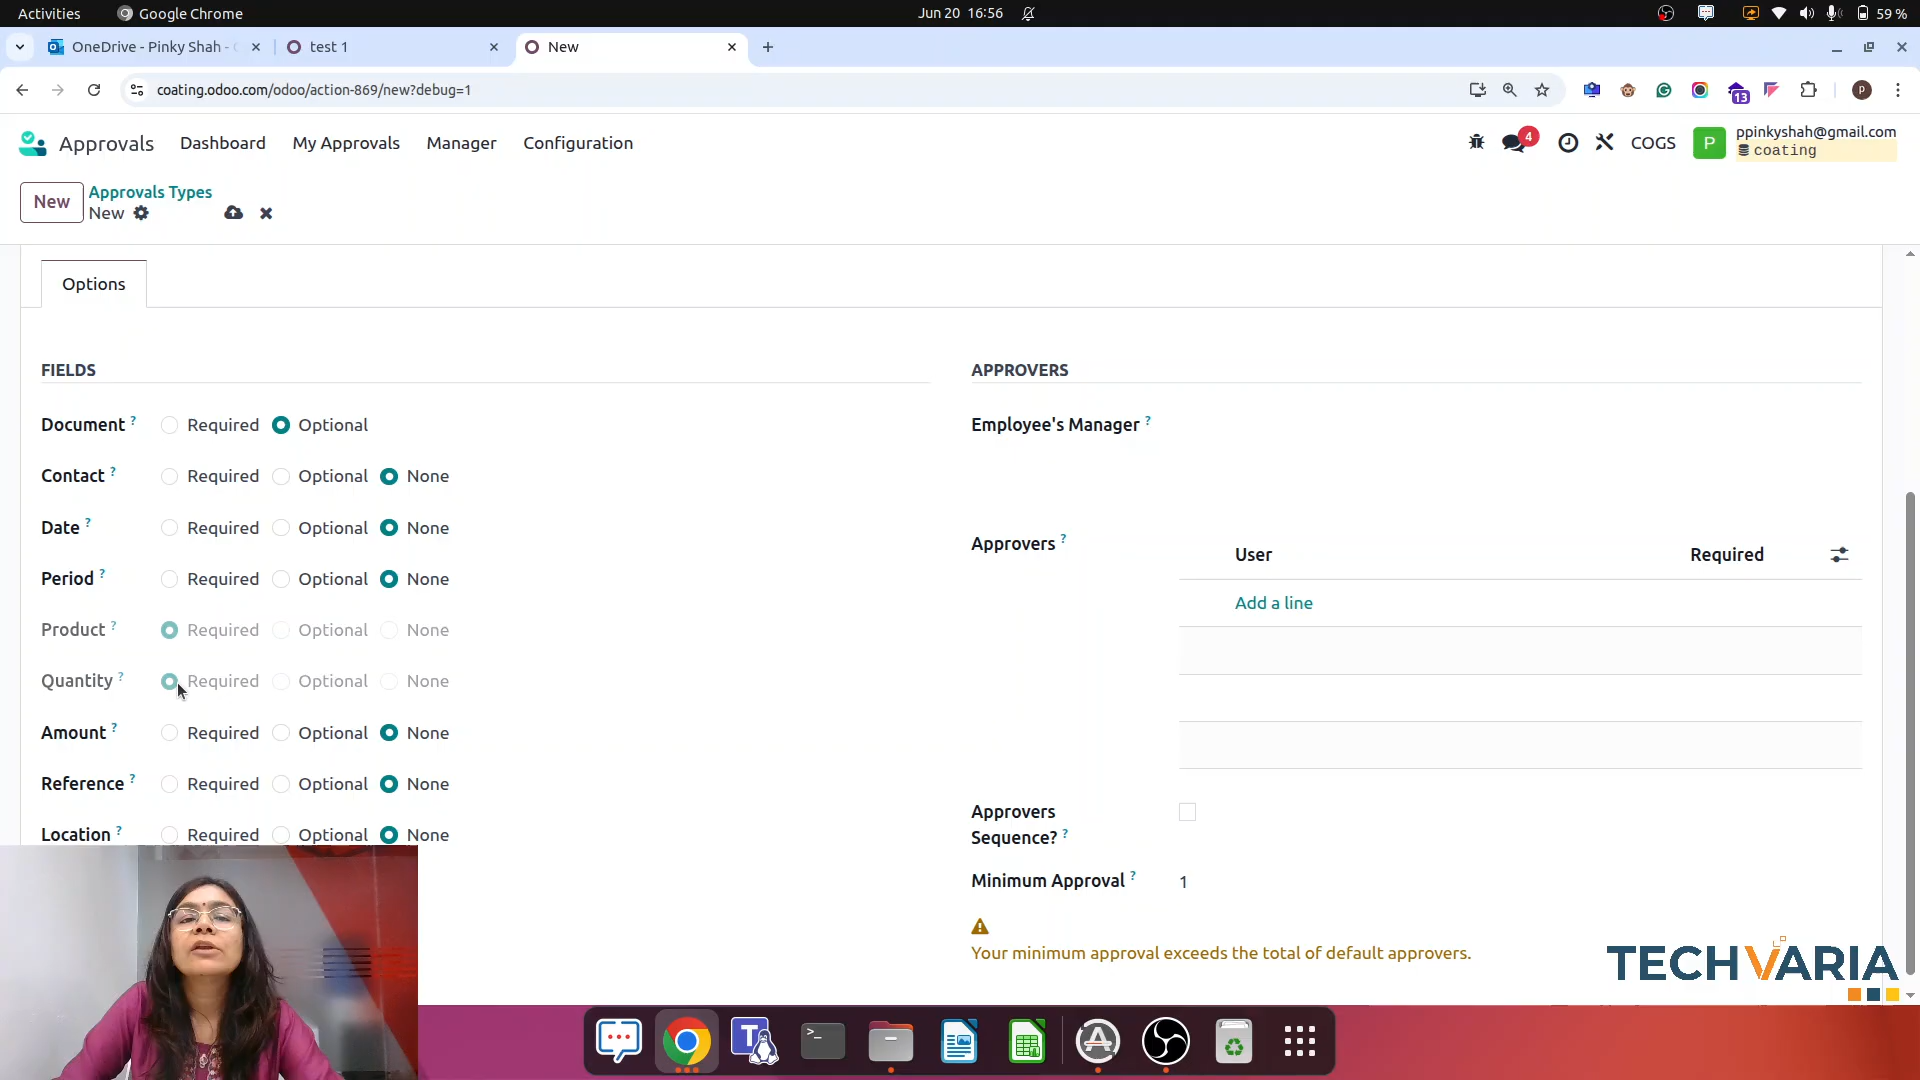 Activities Google Chrome Jun 20 16:56 59 %
OneDrive - Pinky Shah - test 1 New
coating.odoo.com/odoo/action-869/new?debug=1 13 P
Approvals Dashboard My Approvals Manager Configuration 4 COGS P ppinkyshah@gmail.com
coating
New Approvals Types
New
Options
FIELDS
Document ? Required Optional
Contact ? Required Optional None
Date ? Required Optional None
Period ? Required Optional None
Product ? Required Optional None
Quantity ? Required Optional None
Amount ? Required Optional None
Reference ? Required Optional None
Location ? Required Optional None
APPROVERS
Employee's Manager ?
Approvers ? User Required
Add a line
Approvers
Sequence? ?
Minimum Approval ? 1
Your minimum approval exceeds the total of default approvers.
TECHVARIA